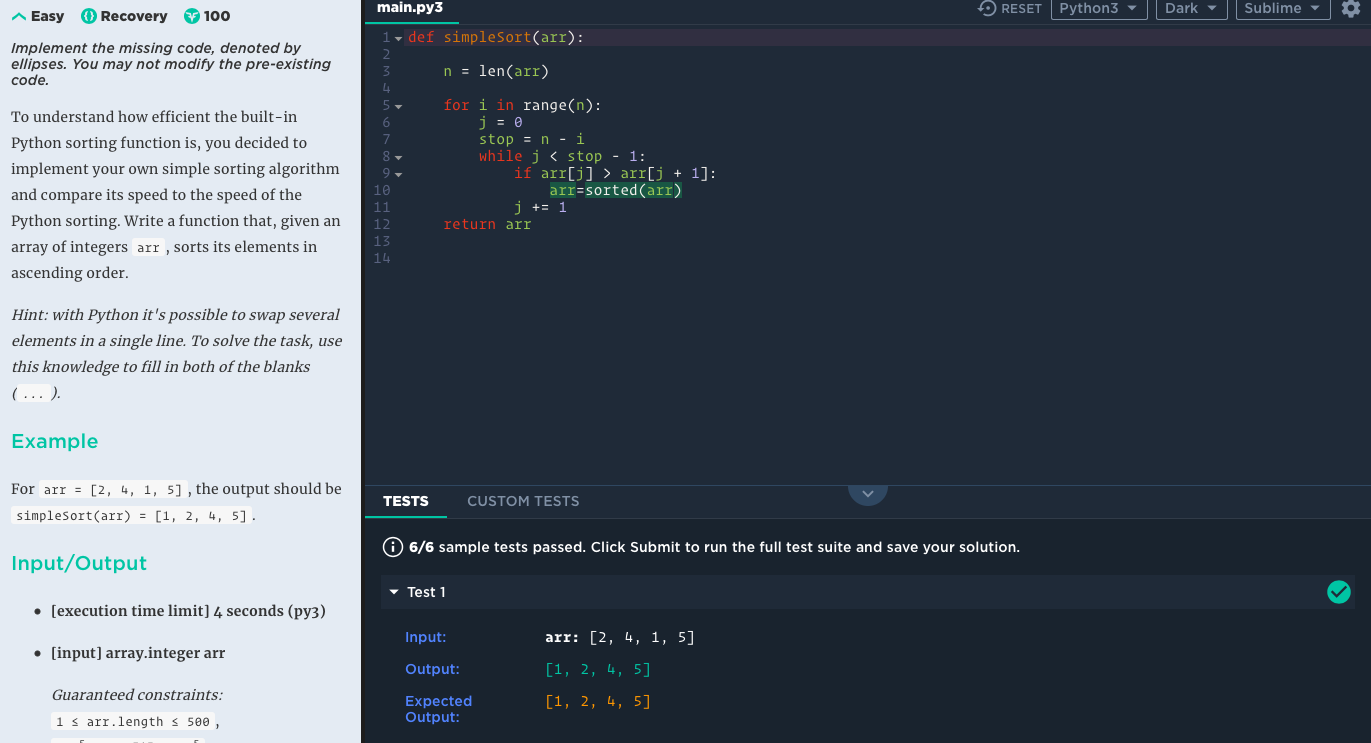 Easy Recovery 100
Implement the missing code, denoted by
ellipses. You may not modify the pre-existing
code.
To understand how efficient the built-in
Python sorting function is, you decided to
implement your own simple sorting algorithm
and compare its speed to the speed of the
Python sorting. Write a function that, given an
array of integers arr, sorts its elements in
ascending order.
Hint: with Python it's possible to swap several
elements in a single line. To solve the task, use
this knowledge to fill in both of the blanks
( ... ).
Example
For arr = [2, 4, 1, 5], the output should be
simpleSort(arr) = [1, 2, 4, 5].
Input/Output
• [execution time limit] 4 seconds (py3)
• [input] array.integer arr
Guaranteed constraints:
1 ≤ arr.length ≤ 500,
main.py3
RESET Python3 Dark Sublime
1 def simpleSort(arr):
2
3     n = len(arr)
4
5     for i in range(n):
6         j = 0
7         stop = n - i
8         while j < stop - 1:
9             if arr[j] > arr[j + 1]:
10                 arr=sorted(arr)
11             j += 1
12     return arr
13
14
TESTS CUSTOM TESTS
6/6 sample tests passed. Click Submit to run the full test suite and save your solution.
Test 1
Input: arr: [2, 4, 1, 5]
Output: [1, 2, 4, 5]
Expected [1, 2, 4, 5]
Output: